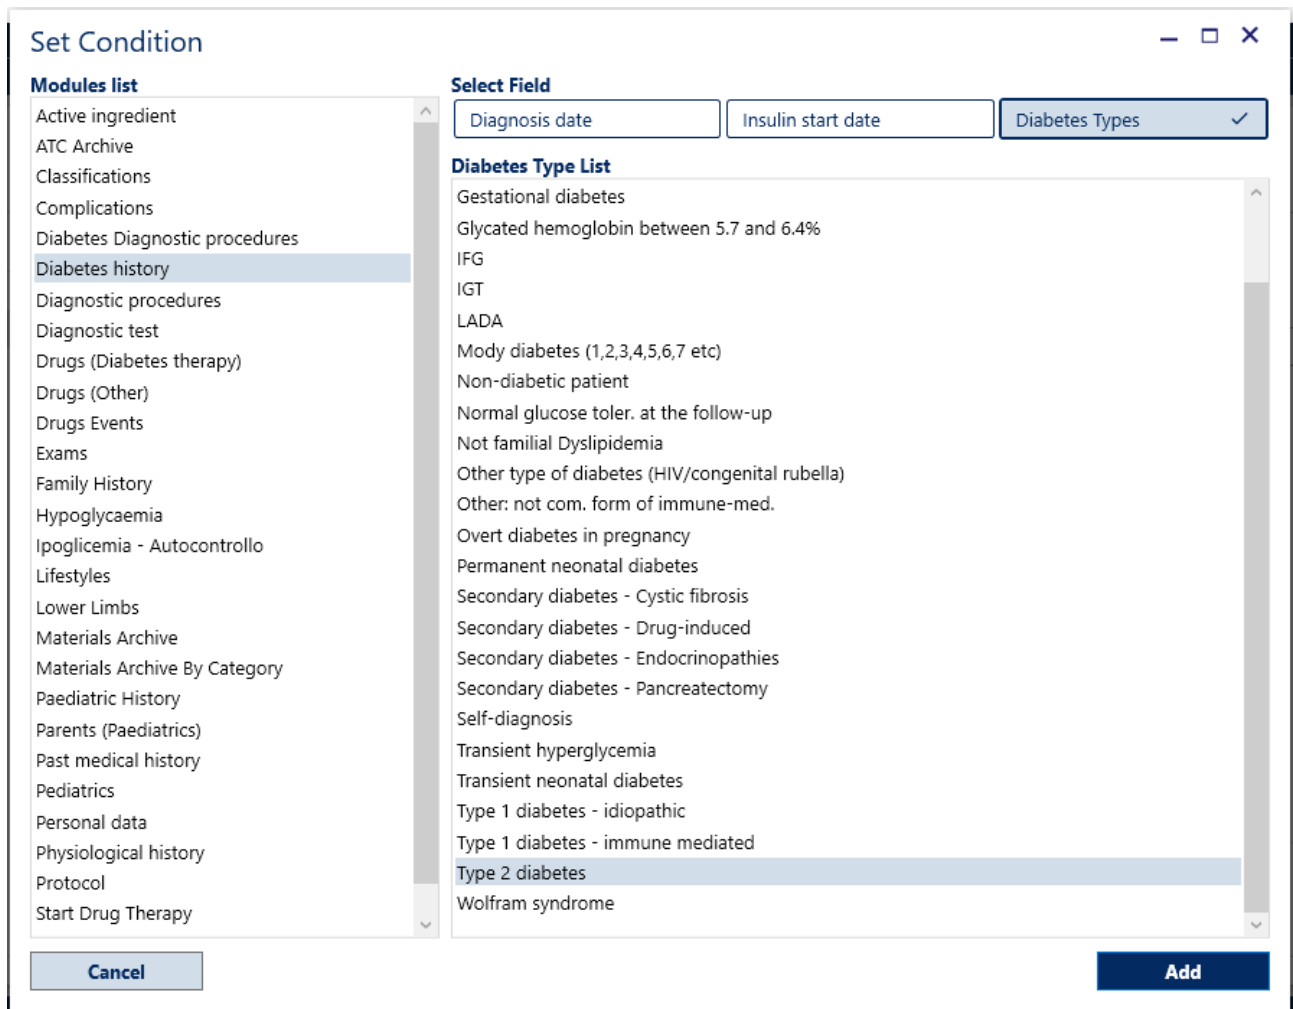 Set Condition
Modules list
Active ingredient
ATC Archive
Classifications
Complications
Diabetes Diagnostic procedures
Diabetes history
Diagnostic procedures
Diagnostic test
Drugs (Diabetes therapy)
Drugs (Other)
Drugs Events
Exams
Family History
Hypoglycaemia
Ipoglicemia - Autocontrollo
Lifestyles
Lower Limbs
Materials Archive
Materials Archive By Category
Paediatric History
Parents (Paediatrics)
Past medical history
Pediatrics
Personal data
Physiological history
Protocol
Start Drug Therapy
Select Field
Diagnosis date
Insulin start date
Diabetes Types
Diabetes Type List
Gestational diabetes
Glycated hemoglobin between 5.7 and 6.4%
IFG
IGT
LADA
Mody diabetes (1,2,3,4,5,6,7 etc)
Non-diabetic patient
Normal glucose toler. at the follow-up
Not familial Dyslipidemia
Other type of diabetes (HIV/congenital rubella)
Other: not com. form of immune-med.
Overt diabetes in pregnancy
Permanent neonatal diabetes
Secondary diabetes - Cystic fibrosis
Secondary diabetes - Drug-induced
Secondary diabetes - Endocrinopathies
Secondary diabetes - Pancreatectomy
Self-diagnosis
Transient hyperglycemia
Transient neonatal diabetes
Type 1 diabetes - idiopathic
Type 1 diabetes - immune mediated
Type 2 diabetes
Wolfram syndrome
Cancel
Add